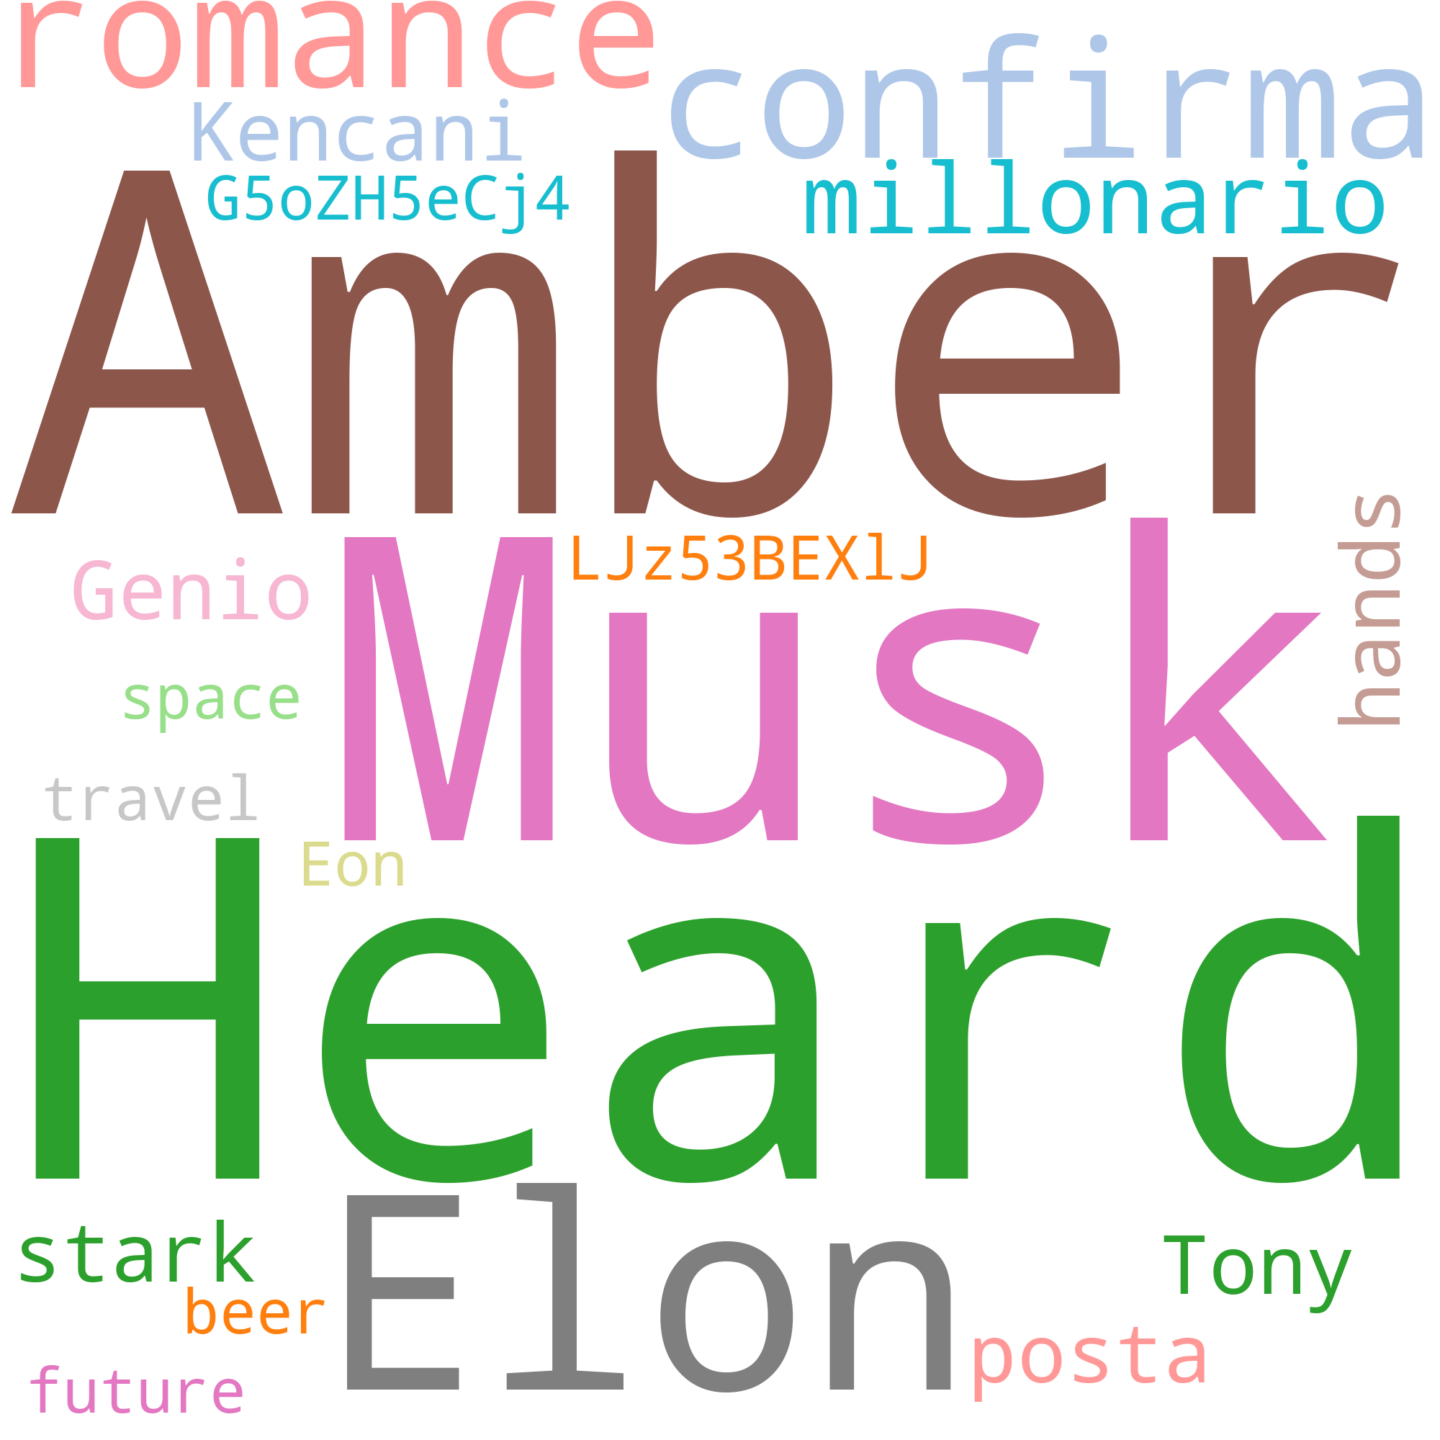 romance
confirma
Kencani
G5oZH5eCj4
millonario
Amber
hands
LJz53BEXlJ
Genio
Musk
space
travel
Eon
Heard
stark
Elon
Tony
beer
posta
future